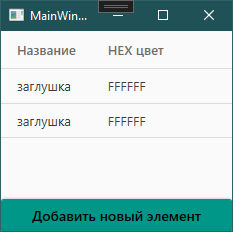 MainWin...
Название HEX цвет
заглушка FFFFFF
заглушка FFFFFF
Добавить новый элемент